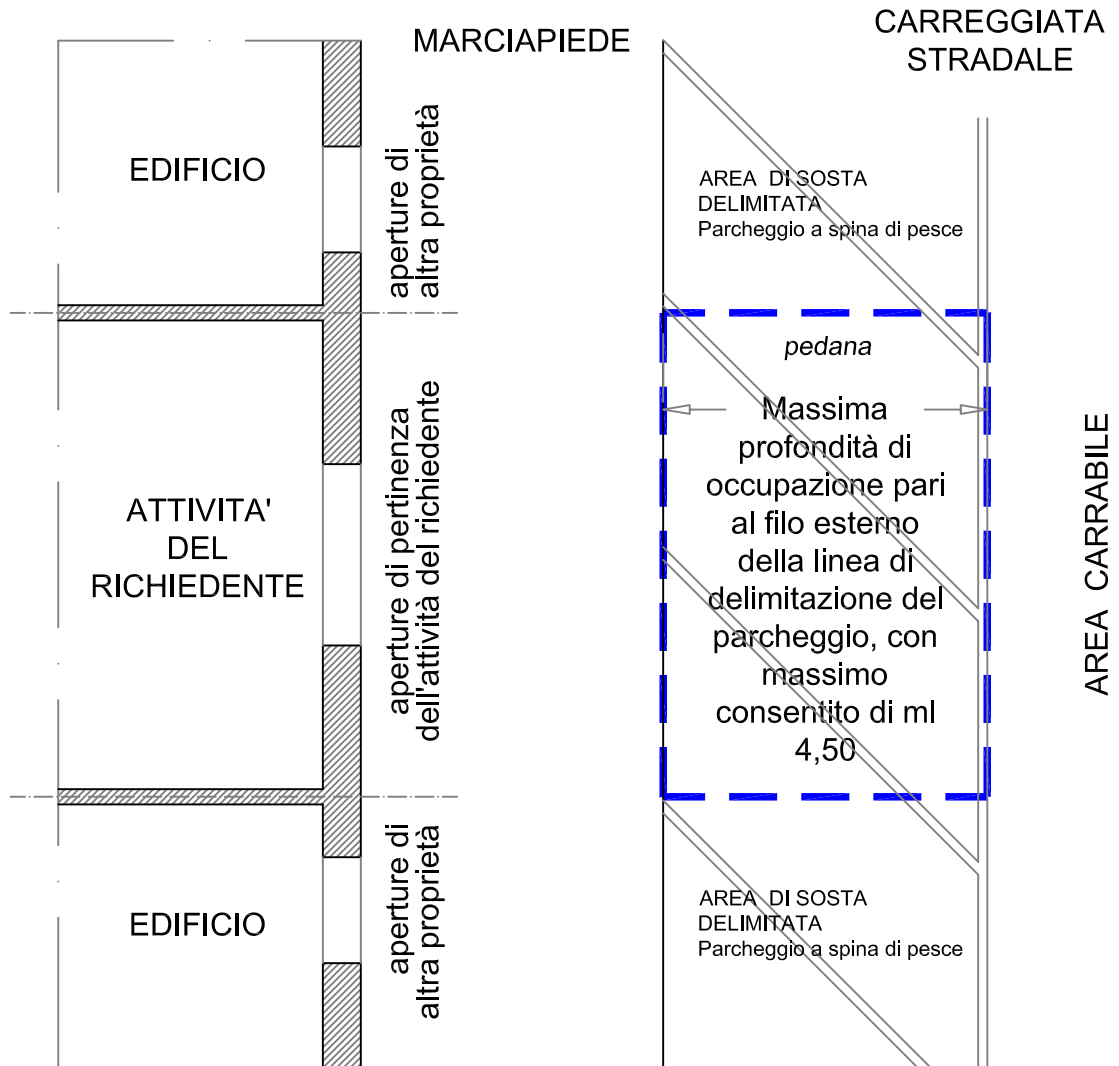 MARCIAPIEDE
CARREGGIATA
STRADALE
EDIFICIO
aperture di
altra proprietà
AREA DI SOSTA
DELIMITATA
Parcheggio a spina di pesce
pedana
ATTIVITA'
DEL
RICHIEDENTE
aperture di pertinenza
dell'attività del richiedente
Massima
profondità di
occupazione pari
al filo esterno
della linea di
delimitazione del
parcheggio, con
massimo
consentito di ml
4,50
AREA CARRABILE
EDIFICIO
aperture di
altra proprietà
AREA DI SOSTA
DELIMITATA
Parcheggio a spina di pesce